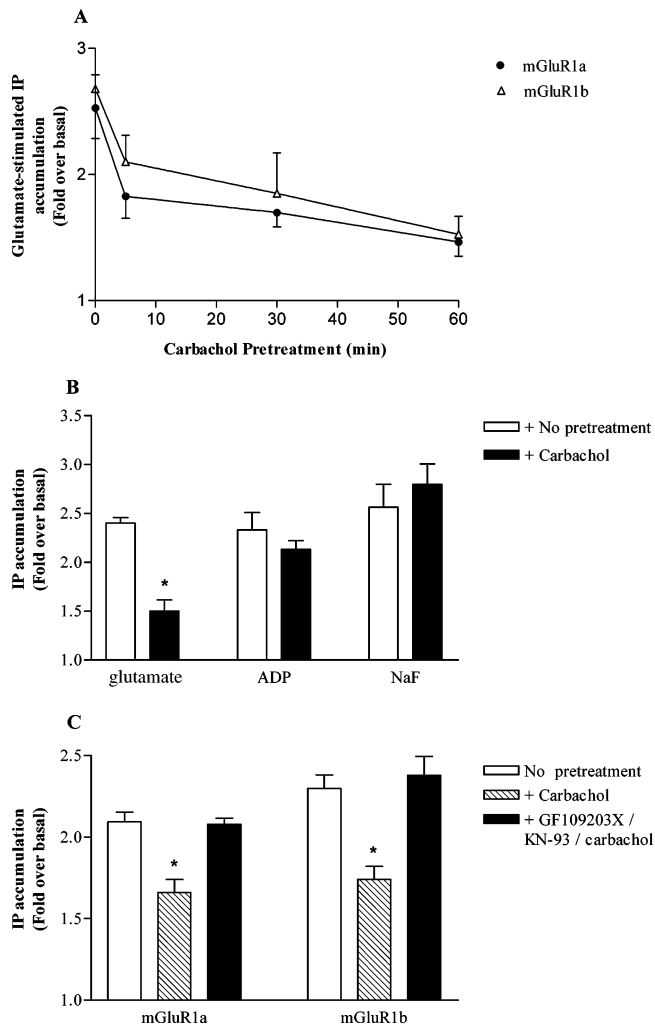 A
Glutamate-stimulated IP
accumulation
(Fold over basal)
3
2
1
0 10 20 30 40 50 60
Carbachol Pretreatment (min)
mGluR1a
mGluR1b
B
IP accumulation
(Fold over basal)
3.5
3.0
2.5
2.0
1.5
1.0
*
glutamate ADP NaF
+ No pretreatment
+ Carbachol
C
IP accumulation
(Fold over basal)
2.5
2.0
1.5
1.0
* *
mGluR1a mGluR1b
No pretreatment
+ Carbachol
+ GF109203X /
KN-93 / carbachol